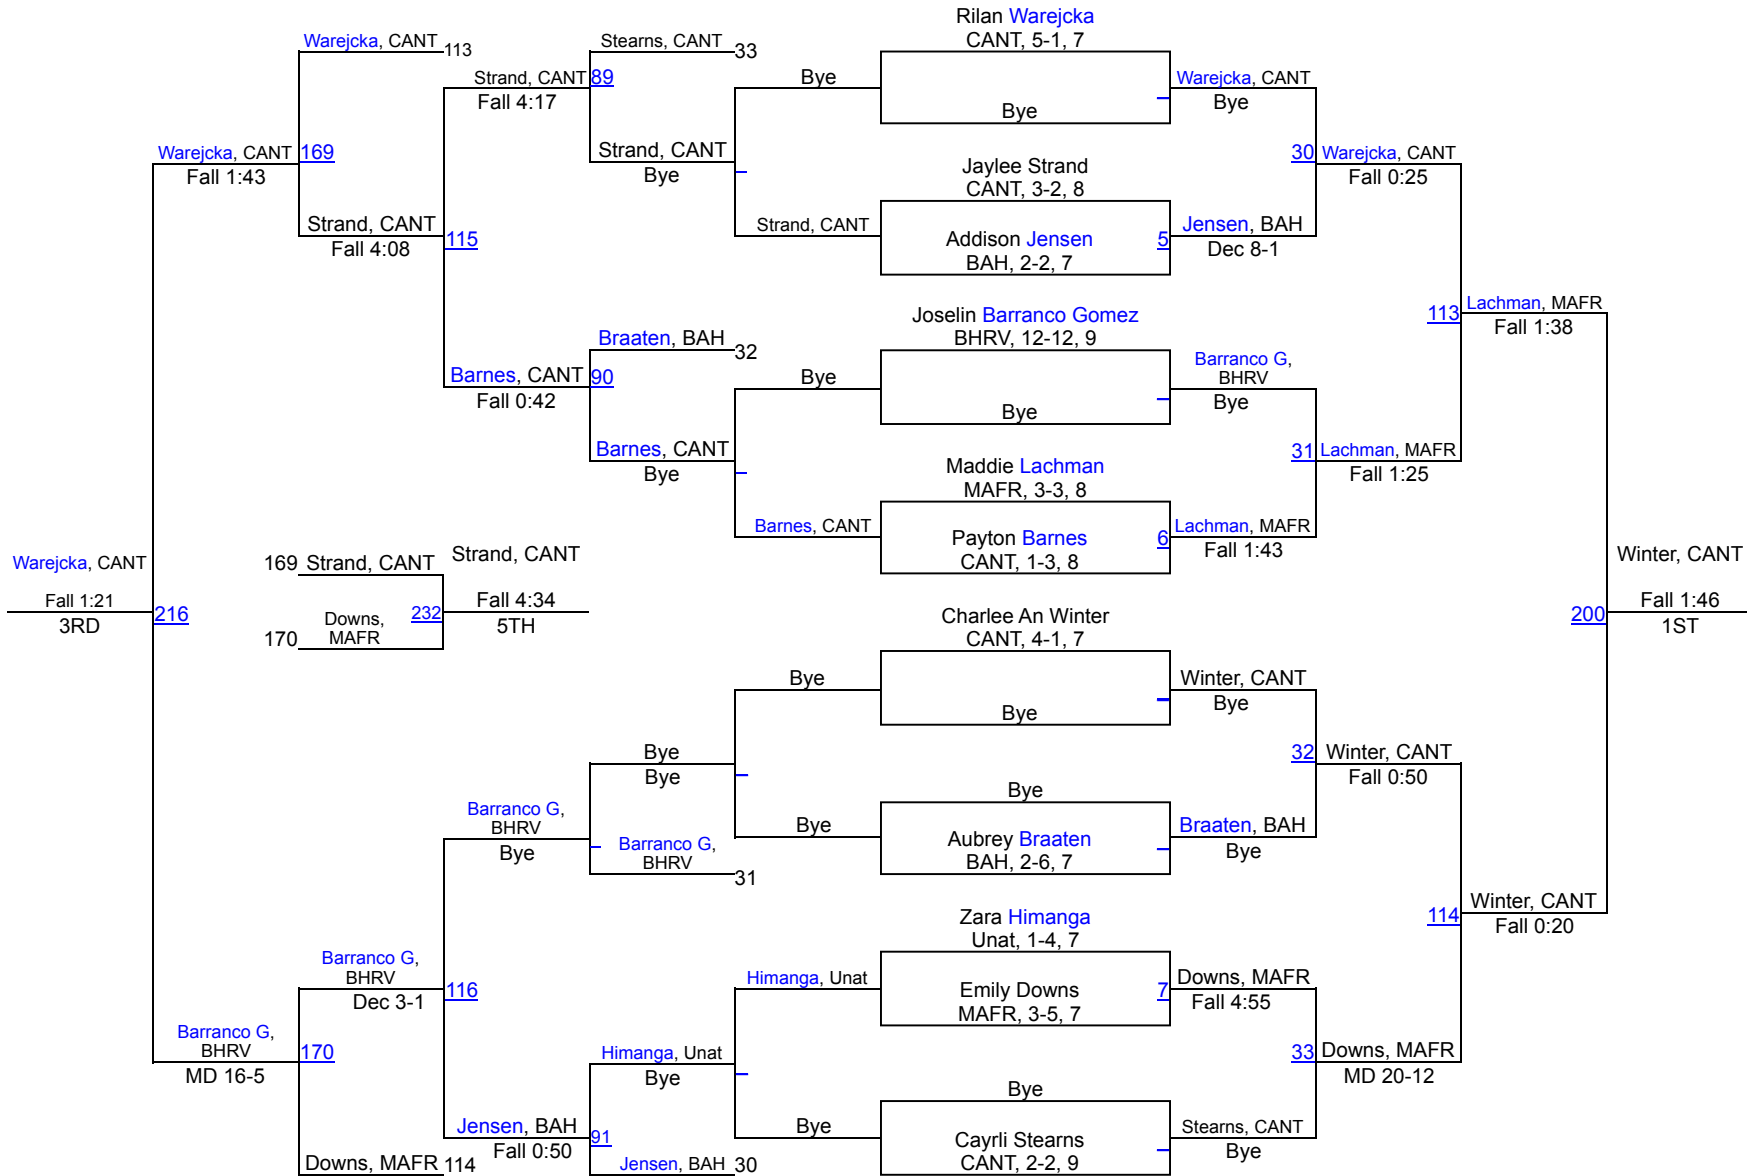 Rilan Warejcka
CANT, 5-1, 7
Bye
Jaylee Strand
CANT, 3-2, 8
Addison Jensen
BAH, 2-2, 7
5
Joselin Barranco Gomez
BHRV, 12-12, 9
Bye
Maddie Lachman
MAFR, 3-3, 8
Payton Barnes
CANT, 1-3, 8
6
Charlee An Winter
CANT, 4-1, 7
Bye
Bye
Aubrey Braaten
BAH, 2-6, 7
Zara Himanga
Unat, 1-4, 7
Emily Downs
MAFR, 3-5, 7
7
Bye
Cayrli Stearns
CANT, 2-2, 9
Warejcka, CANT
Bye
30
Jensen, BAH
Dec 8-1
Barranco G,
BHRV
Bye
31
Lachman, MAFR
Fall 1:43
Winter, CANT
Bye
32
Braaten, BAH
Bye
Downs, MAFR
Fall 4:55
33
Stearns, CANT
Bye
Warejcka, CANT
Fall 0:25
113
Lachman, MAFR
Fall 1:25
Winter, CANT
Fall 0:50
114
Downs, MAFR
MD 20-12
Lachman, MAFR
Fall 1:38
200
Winter, CANT
Fall 0:20
Winter, CANT
Fall 1:46
1ST
Bye
Strand, CANT
Bye
Barnes, CANT
Bye
Bye
Himanga, Unat
Bye
Stearns, CANT 33
89
Strand, CANT
Bye
Braaten, BAH 32
90
Barnes, CANT
Bye
Bye
Bye
Barranco G,
BHRV
31
Himanga, Unat
Bye
91
Jensen, BAH 30
Strand, CANT
Fall 4:17
115
Barnes, CANT
Fall 0:42
Barranco G,
BHRV
Bye
116
Jensen, BAH
Fall 0:50
Warejcka, CANT 113
169
Strand, CANT
Fall 4:08
Barranco G,
BHRV
Dec 3-1
170
Downs, MAFR 114
Warejcka, CANT
Fall 1:43
216
Barranco G,
BHRV
MD 16-5
Warejcka, CANT
Fall 1:21
3RD
169 Strand, CANT
232
170 Downs,
MAFR
Strand, CANT
Fall 4:34
5TH